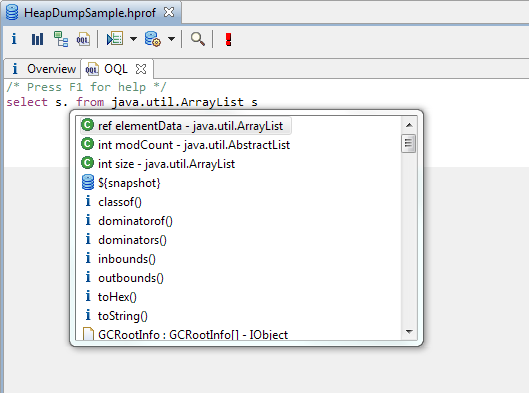 HeapDumpSample.hprof
i OQL
i Overview OQL
/* Press F1 for help */
select s. from java.util.ArrayList s
C ref elementData - java.util.ArrayList
C int modCount - java.util.AbstractList
C int size - java.util.ArrayList
${snapshot}
i classof()
i dominatorof()
i dominators()
i inbounds()
i outbounds()
i toHex()
i toString()
GCRootInfo : GCRootInfo[] - IObject